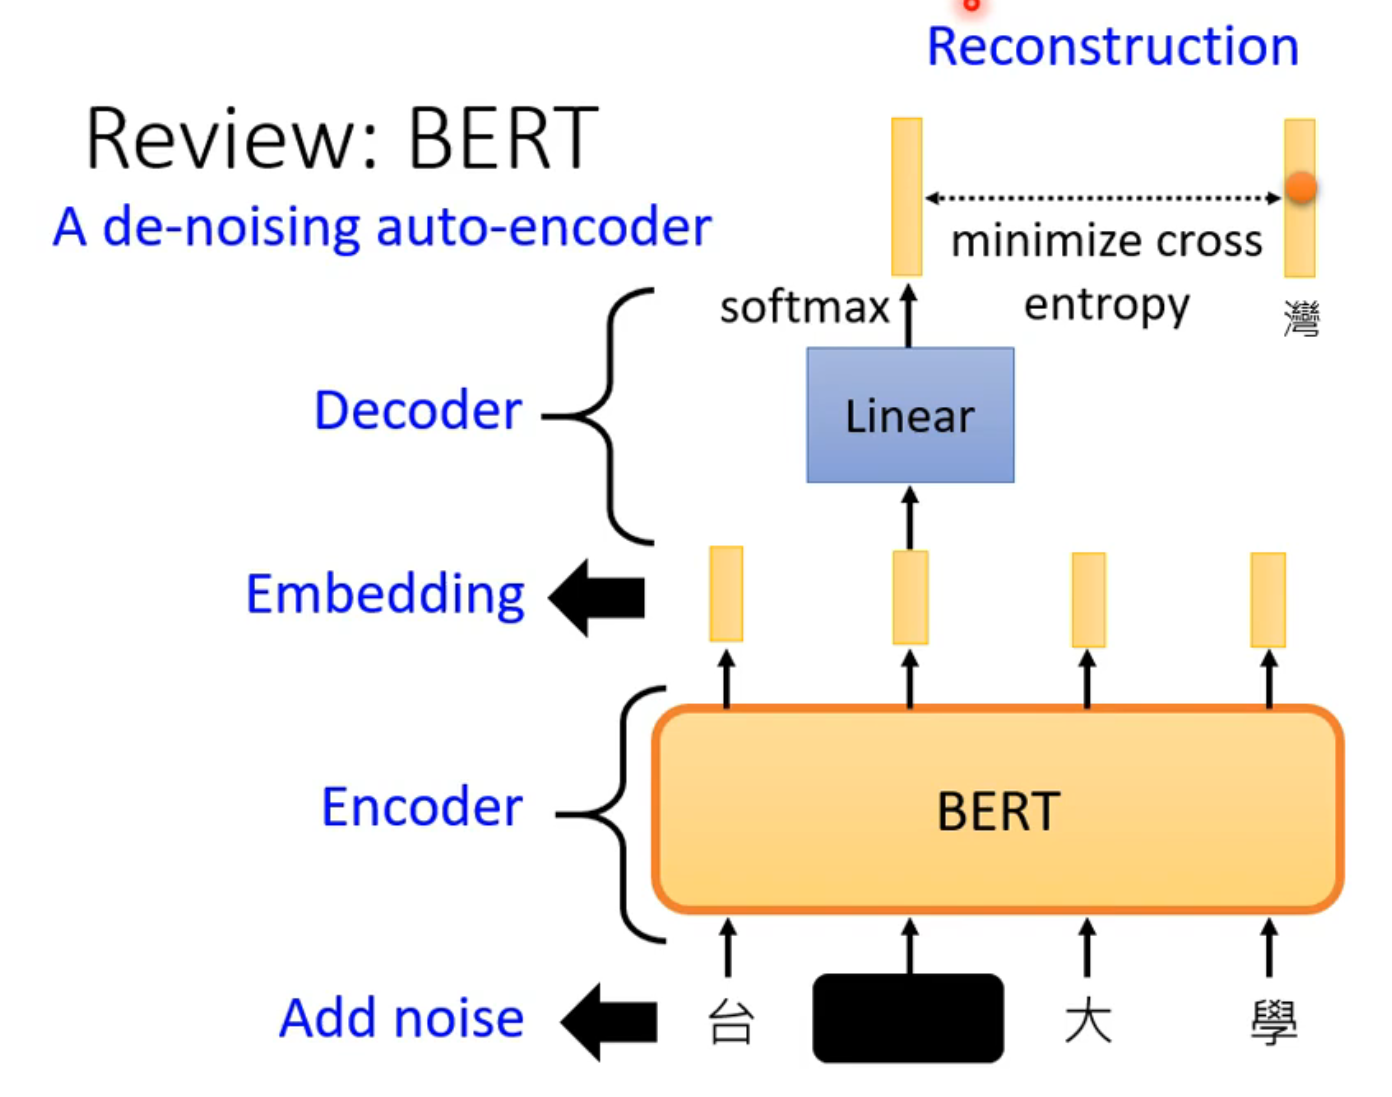 Reconstruction
Review: BERT
A de-noising auto-encoder
minimize cross
entropy
softmax
灣
Decoder
Linear
Embedding
Encoder
BERT
Add noise
台 大 學